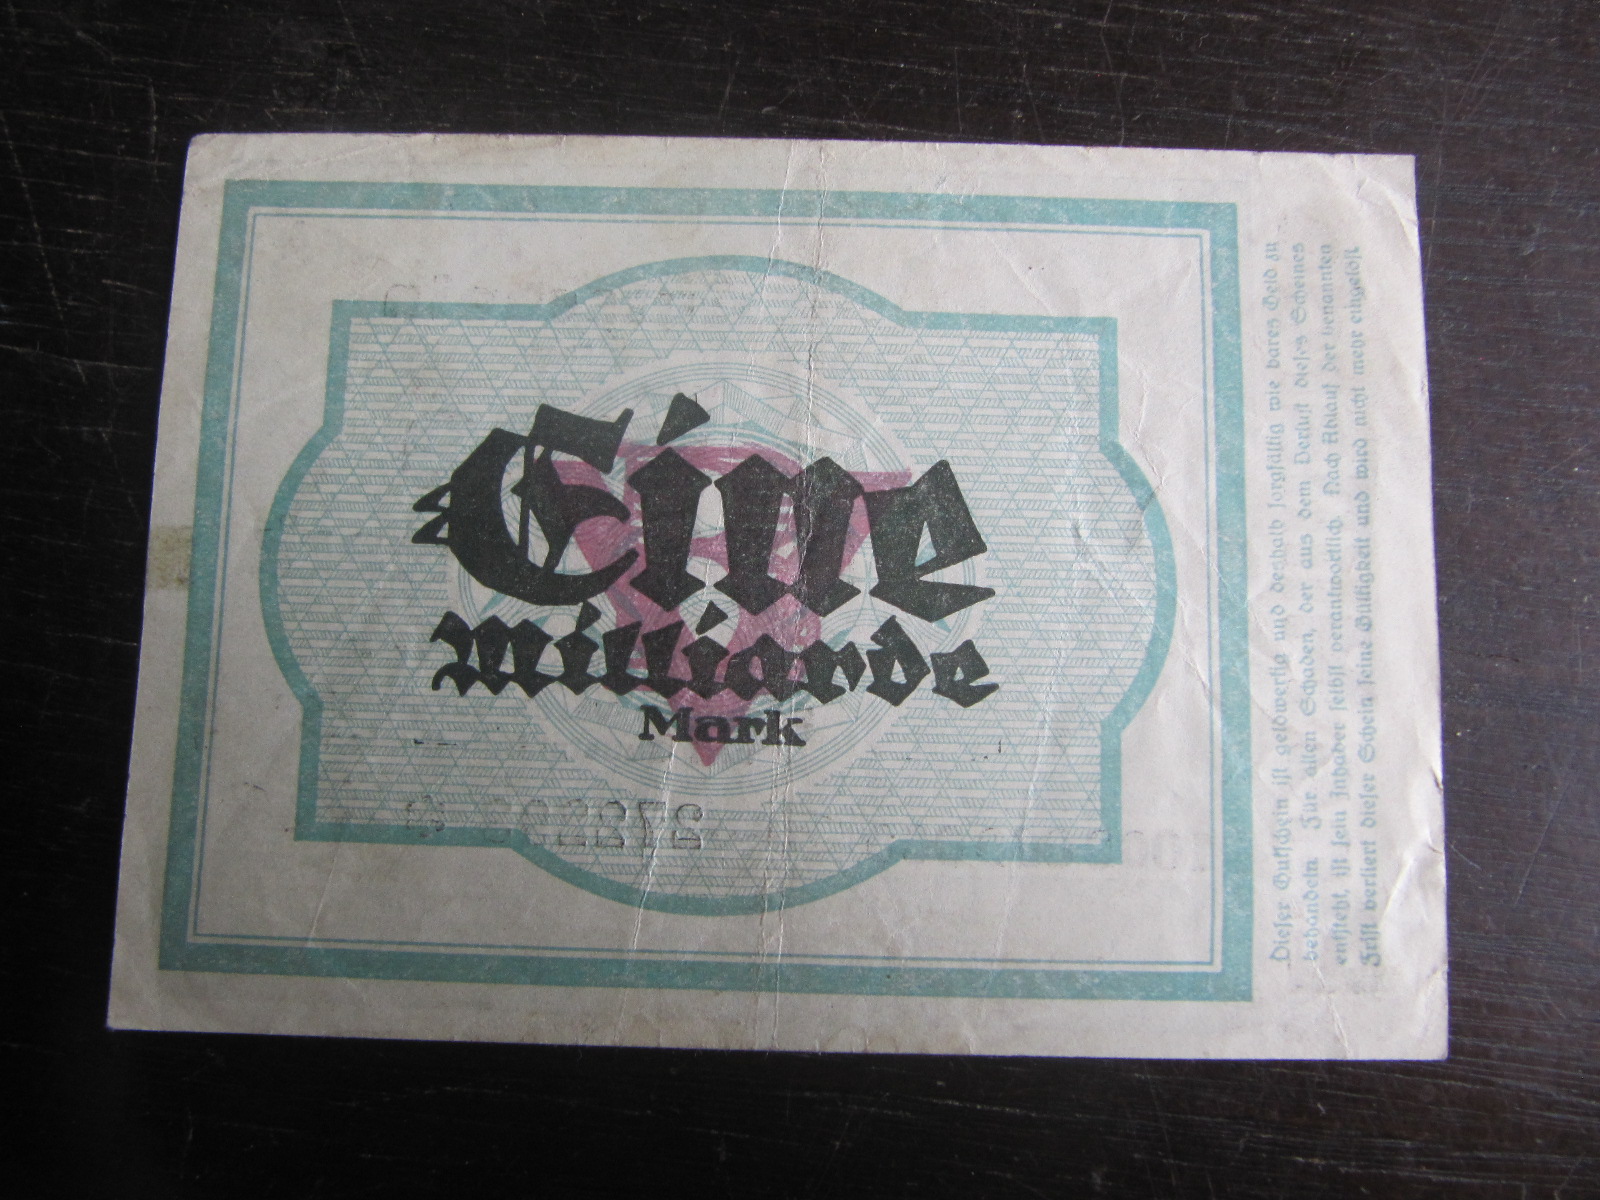 Eine
Milliarde
Mark
Dieser Gutschein ist geldwertig und deshalb sorgfältig wie bares Geld zu
behandeln. Für allen Schaden, der aus dem Verlust dieses Scheines
entsteht, ist sein Inhaber selbst verantwortlich. Nach Ablauf der benannten
Frist verliert dieser Schein seine Gültigkeit und wird nicht mehr eingelöst